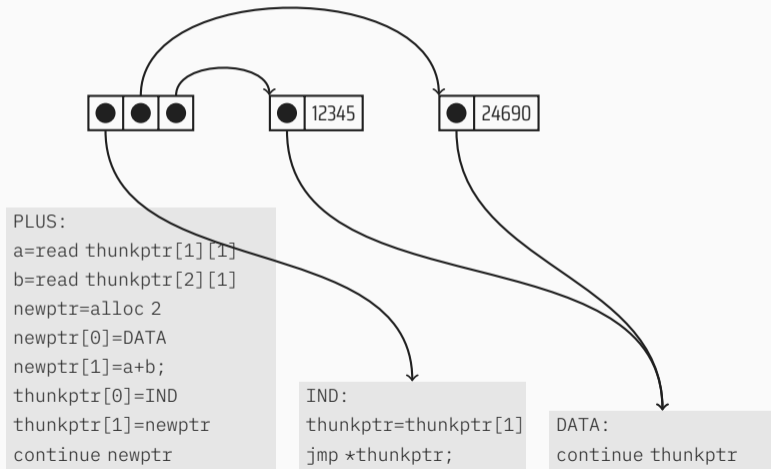 12345
24690
PLUS:
a=read thunkptr[1][1]
b=read thunkptr[2][1]
newptr=alloc 2
newptr[0]=DATA
newptr[1]=a+b;
thunkptr[0]=IND
thunkptr[1]=newptr
continue newptr
IND:
thunkptr=thunkptr[1]
jmp *thunkptr;
DATA:
continue thunkptr